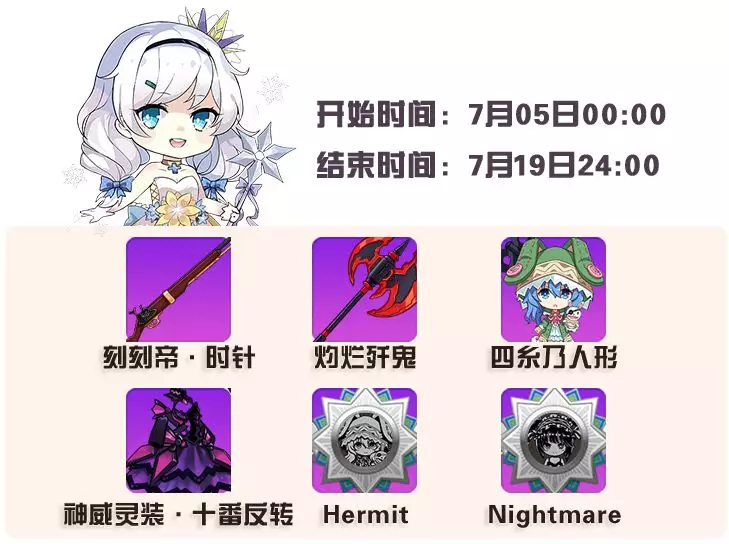 开始时间：7月05日00:00
结束时间：7月19日24:00
刻刻帝·时针
灼烂歼鬼
四糸乃人形
神威灵装·十番反转
Hermit
Nightmare